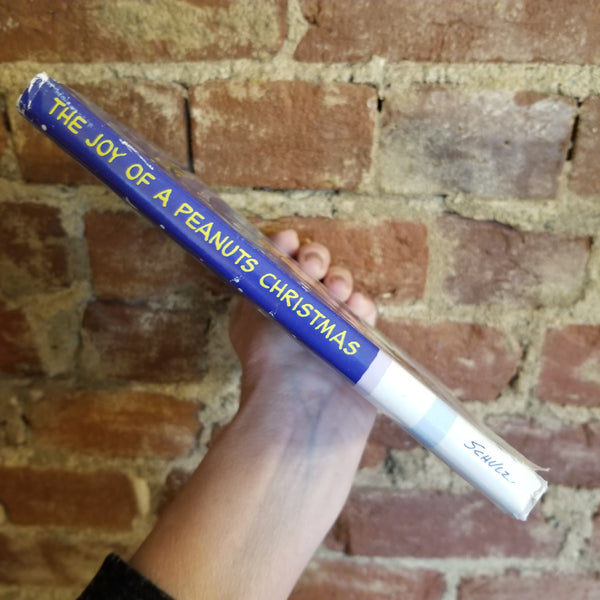 THE JOY OF A PEANUTS CHRISTMAS
SCHULZ